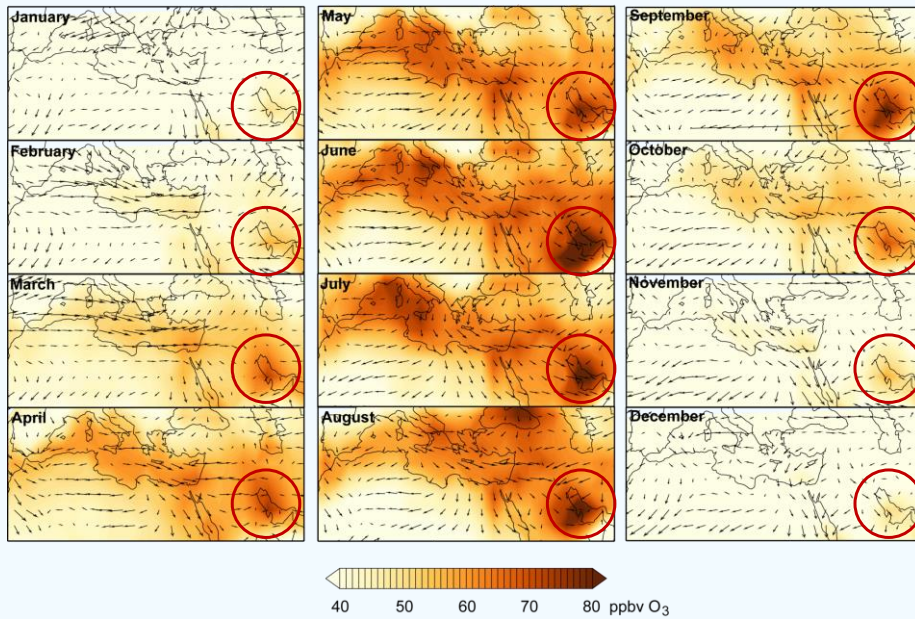 January
February
March
April
May
June
July
August
September
October
November
December
40 50 60 70 80 ppbv O₃